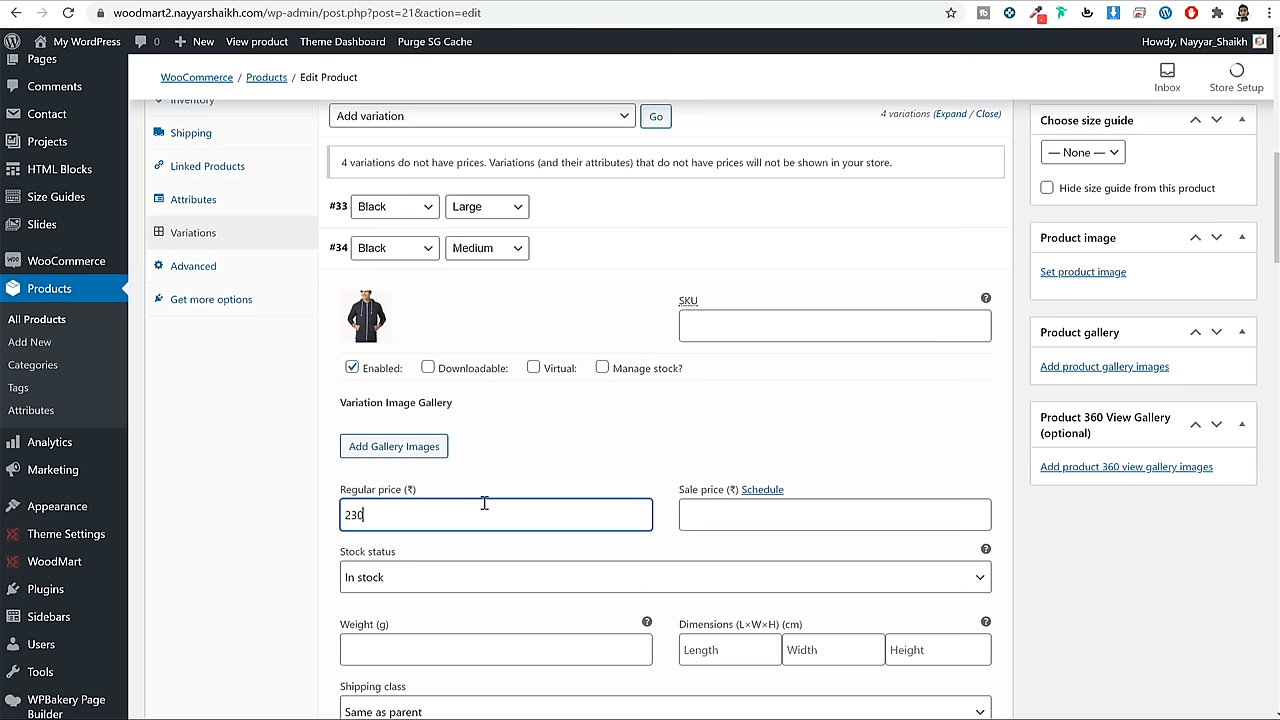 woodmart2.nayyarshaikh.com/wp-admin/post.php?post=21&action=edit
My WordPress 0 New View product Theme Dashboard Purge SG Cache Howdy, Nayyar_Shaikh
WooCommerce / Products / Edit Product
Inbox Store Setup
Pages
Comments
Contact
Projects
HTML Blocks
Size Guides
Slides
WooCommerce
Products
All Products
Add New
Categories
Tags
Attributes
Analytics
Marketing
Appearance
Theme Settings
WoodMart
Plugins
Sidebars
Users
Tools
WPBakery Page
Builder
Inventory
Shipping
Linked Products
Attributes
Variations
Advanced
Get more options
Add variation Go 4 variations (Expand / Close)
4 variations do not have prices. Variations (and their attributes) that do not have prices will not be shown in your store.
#33 Black Large
#34 Black Medium
SKU ?
Enabled: Downloadable: Virtual: Manage stock?
Variation Image Gallery
Add Gallery Images
Regular price (₹) Sale price (₹) Schedule
230
Stock status ?
In stock
Weight (g) ? Dimensions (L×W×H) (cm) ?
Length Width Height
Shipping class
Same as parent
Choose size guide
— None —
Hide size guide from this product
Product image
Set product image
Product gallery
Add product gallery images
Product 360 View Gallery
(optional)
Add product 360 view gallery images